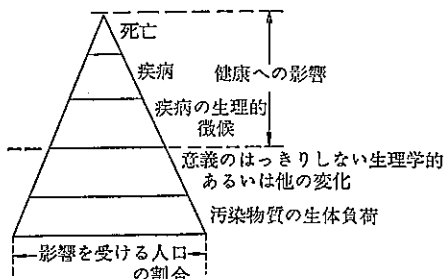 死亡
疾病
健康への影響
疾病の生理的
徴候
意義のはっきりしない生理学的
あるいは他の変化
汚染物質の生体負荷
影響を受ける人口
の割合